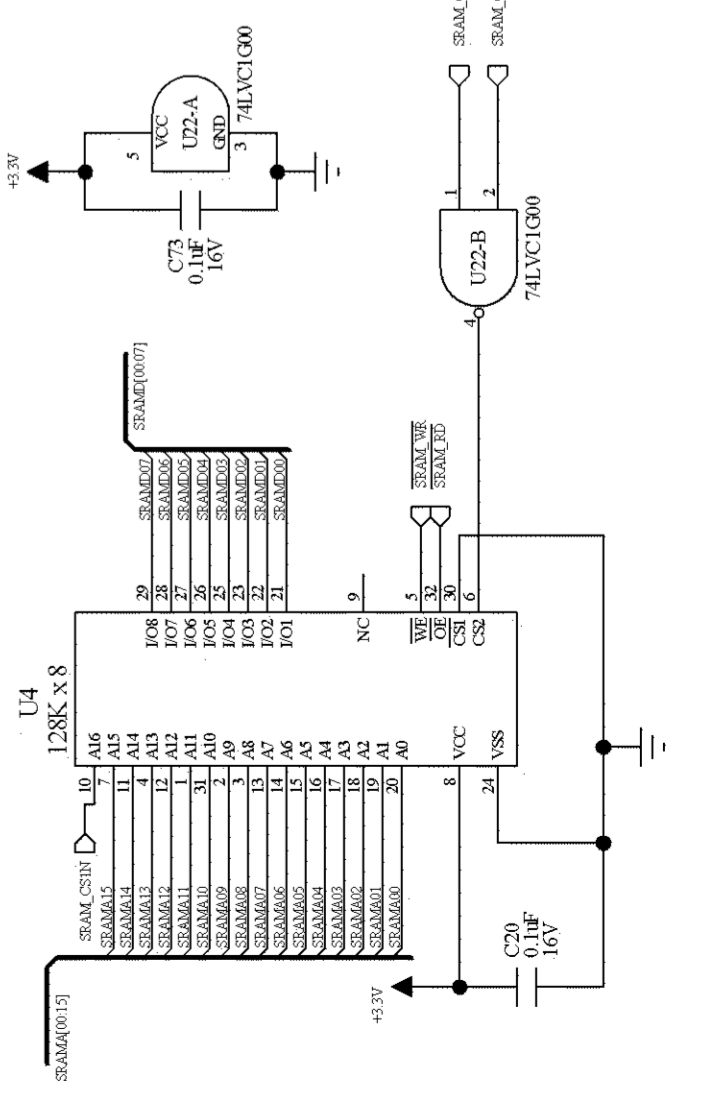 SRAMA[00:15]
SRAM_CS1N
SRAMA15
SRAMA14
SRAMA13
SRAMA12
SRAMA11
SRAMA10
SRAMA09
SRAMA08
SRAMA07
SRAMA06
SRAMA05
SRAMA04
SRAMA03
SRAMA02
SRAMA01
SRAMA00
U4
128K x 8
10 A16
7 A15
11 A14
4 A13
12 A12
1 A11
31 A10
2 A9
3 A8
13 A7
14 A6
15 A5
16 A4
17 A3
18 A2
19 A1
20 A0
8 VCC
24 VSS
I/O8 29
I/O7 28
I/O6 27
I/O5 26
I/O4 25
I/O3 23
I/O2 22
I/O1 21
NC 9
WE 5
OE 32
CS1 30
CS2 6
SRAMD07
SRAMD06
SRAMD05
SRAMD04
SRAMD03
SRAMD02
SRAMD01
SRAMD00
SRAMD[00:07]
SRAM_WR
SRAM_RD
+3.3V
C20
0.1uF
16V
+3.3V
C73
0.1uF
16V
5
VCC
U22-A
GND
3
74LVC1G00
4
U22-B
1
2
74LVC1G00